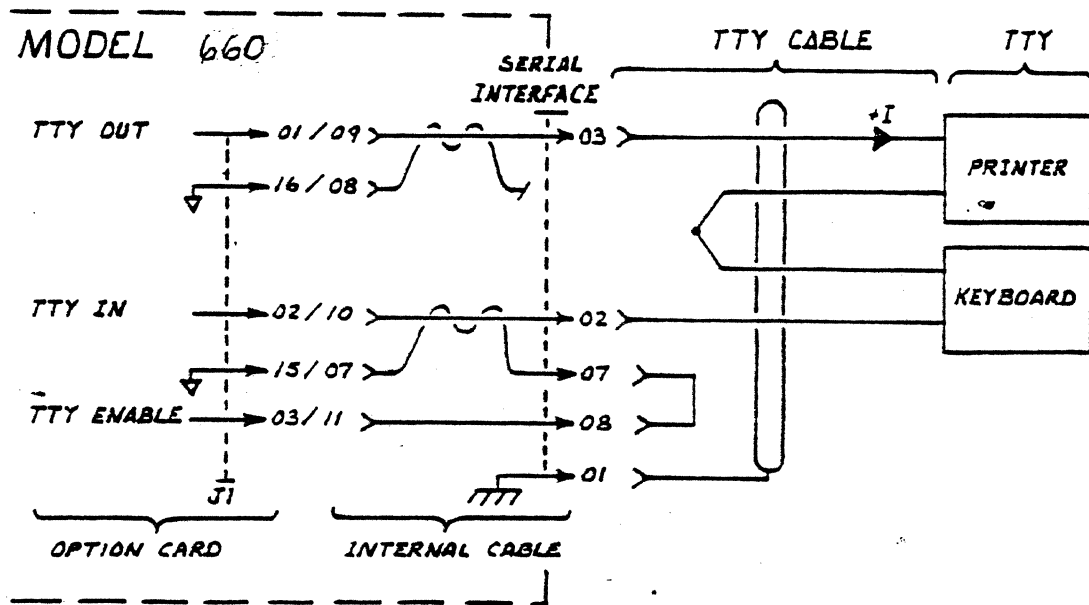 MODEL 660
TTY CABLE
TTY
SERIAL
INTERFACE
TTY OUT
01/09
03
+I
PRINTER
16/08
TTY IN
02/10
02
KEYBOARD
15/07
07
TTY ENABLE
03/11
08
01
J1
OPTION CARD
INTERNAL CABLE